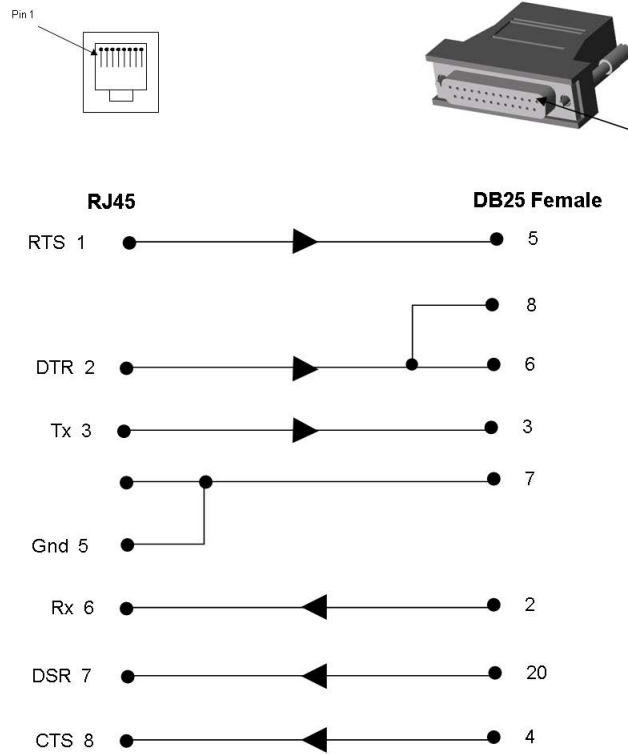 Pin 1
RJ45 DB25 Female
RTS 1 5
8
DTR 2 6
Tx 3 3
7
Gnd 5
Rx 6 2
DSR 7 20
CTS 8 4